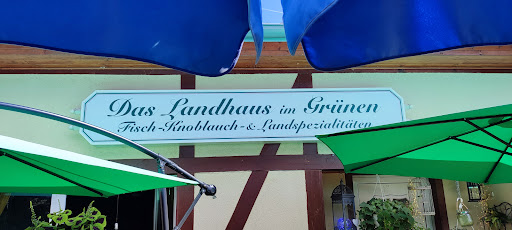 Das Landhaus im Grünen
Fisch-Knoblauch-& Landspezialitäten